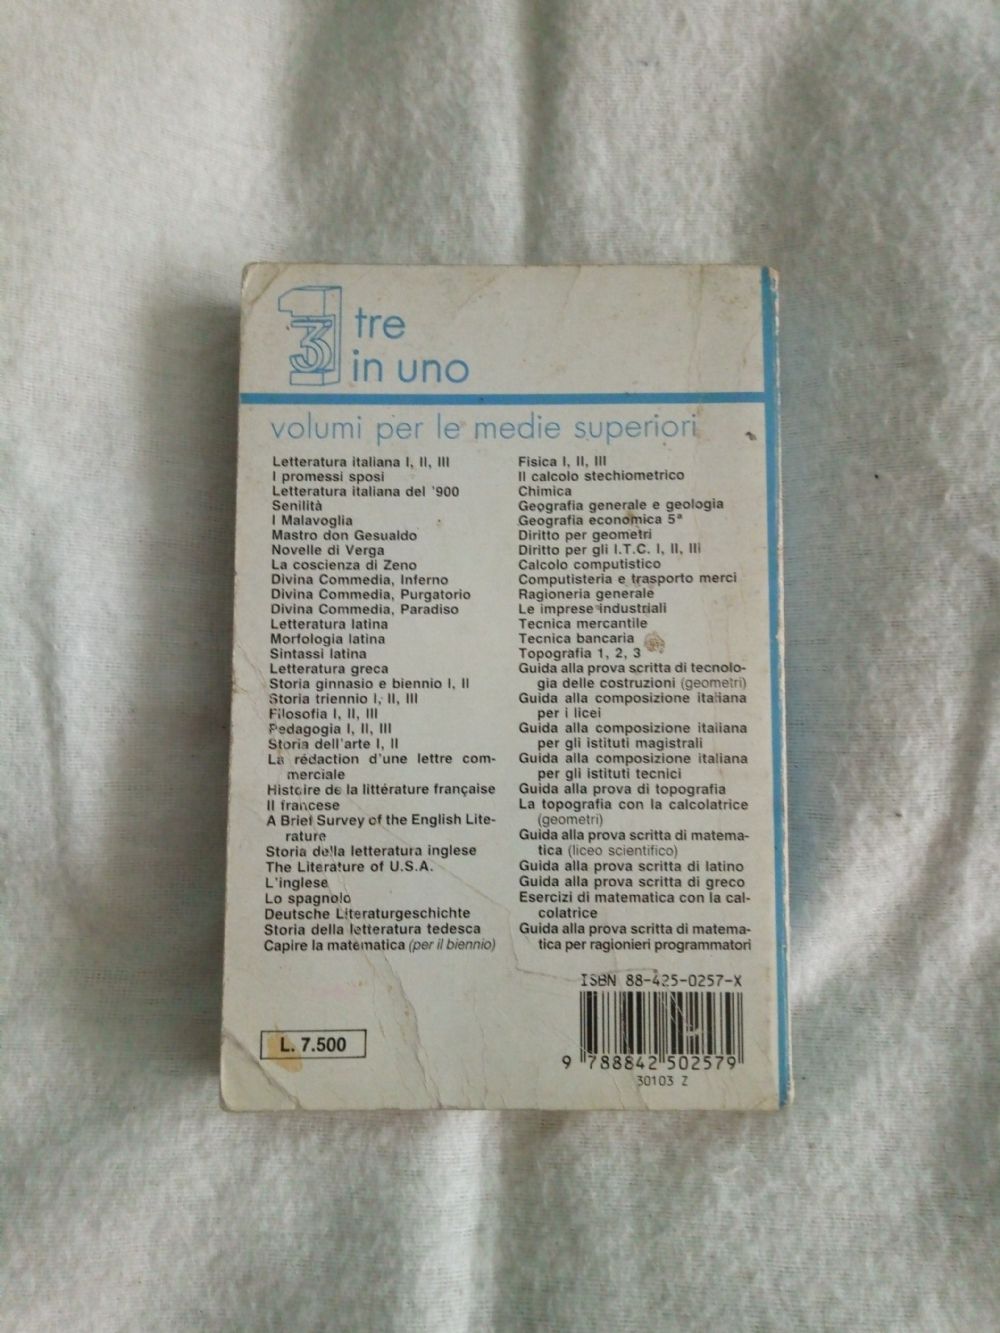 3
tre
in uno
volumi per le medie superiori
Letteratura italiana I, II, III
I promessi sposi
Letteratura italiana del '900
Senilità
I Malavoglia
Mastro don Gesualdo
Novelle di Verga
La coscienza di Zeno
Divina Commedia, Inferno
Divina Commedia, Purgatorio
Divina Commedia, Paradiso
Letteratura latina
Morfologia latina
Sintassi latina
Letteratura greca
Storia ginnasio e biennio I, II
Storia triennio I, II, III
Filosofia I, II, III
Pedagogia I, II, III
Storia dell'arte I, II
La rédaction d'une lettre com-
merciale
Histoire de la littérature française
Il francese
A Brief Survey of the English Lite-
rature
Storia della letteratura inglese
The Literature of U.S.A.
L'inglese
Lo spagnolo
Deutsche Literaturgeschichte
Storia della letteratura tedesca
Capire la matematica (per il biennio)
Fisica I, II, III
Il calcolo stechiometrico
Chimica
Geografia generale e geologia
Geografia economica 5ª
Diritto per geometri
Diritto per gli I.T.C. I, II, III
Calcolo computistico
Computisteria e trasporto merci
Ragioneria generale
Le imprese industriali
Tecnica mercantile
Tecnica bancaria
Topografia 1, 2, 3
Guida alla prova scritta di tecnolo-
gia delle costruzioni (geometri)
Guida alla composizione italiana
per i licei
Guida alla composizione italiana
per gli istituti magistrali
Guida alla composizione italiana
per gli istituti tecnici
Guida alla prova di topografia
La topografia con la calcolatrice
(geometri)
Guida alla prova scritta di matema-
tica (liceo scientifico)
Guida alla prova scritta di latino
Guida alla prova scritta di greco
Esercizi di matematica con la cal-
colatrice
Guida alla prova scritta di matema-
tica per ragionieri programmatori
ISBN 88-425-0257-X
L. 7.500
9 788842 502579
30103 Z